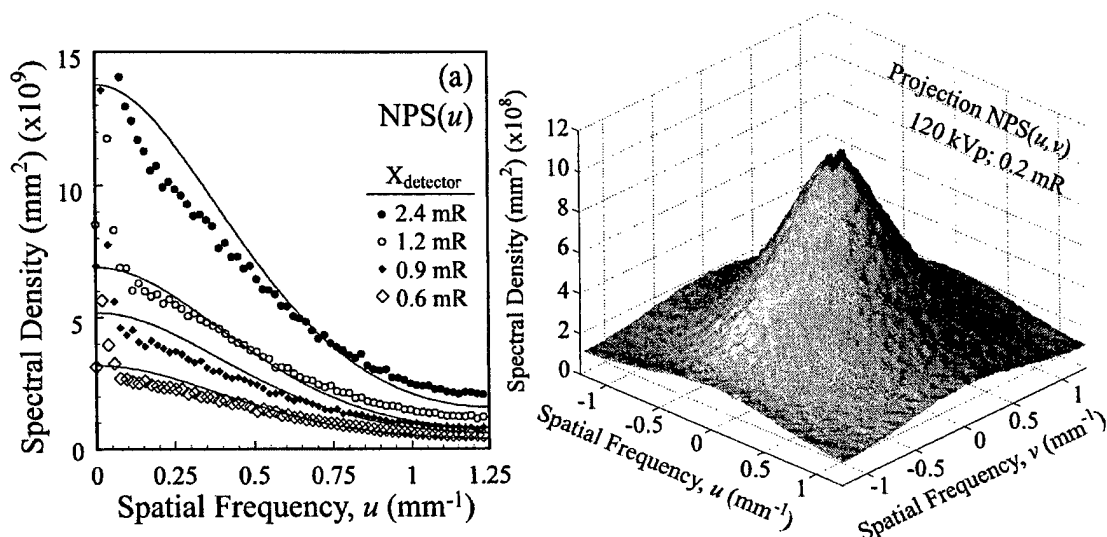 15
10
5
0
Spectral Density (mm²) (x10⁹)
(a)
NPS(u)
X_detector
2.4 mR
1.2 mR
0.9 mR
0.6 mR
0 0.25 0.5 0.75 1 1.25
Spatial Frequency, u (mm⁻¹)
Projection NPS(u,v)
120 kVp; 0.2 mR
12
10
8
6
4
2
0
Spectral Density (mm²) (x10⁸)
-1 -0.5 0 0.5 1
Spatial Frequency, u (mm⁻¹)
-1 -0.5 0 0.5 1
Spatial Frequency, v (mm⁻¹)